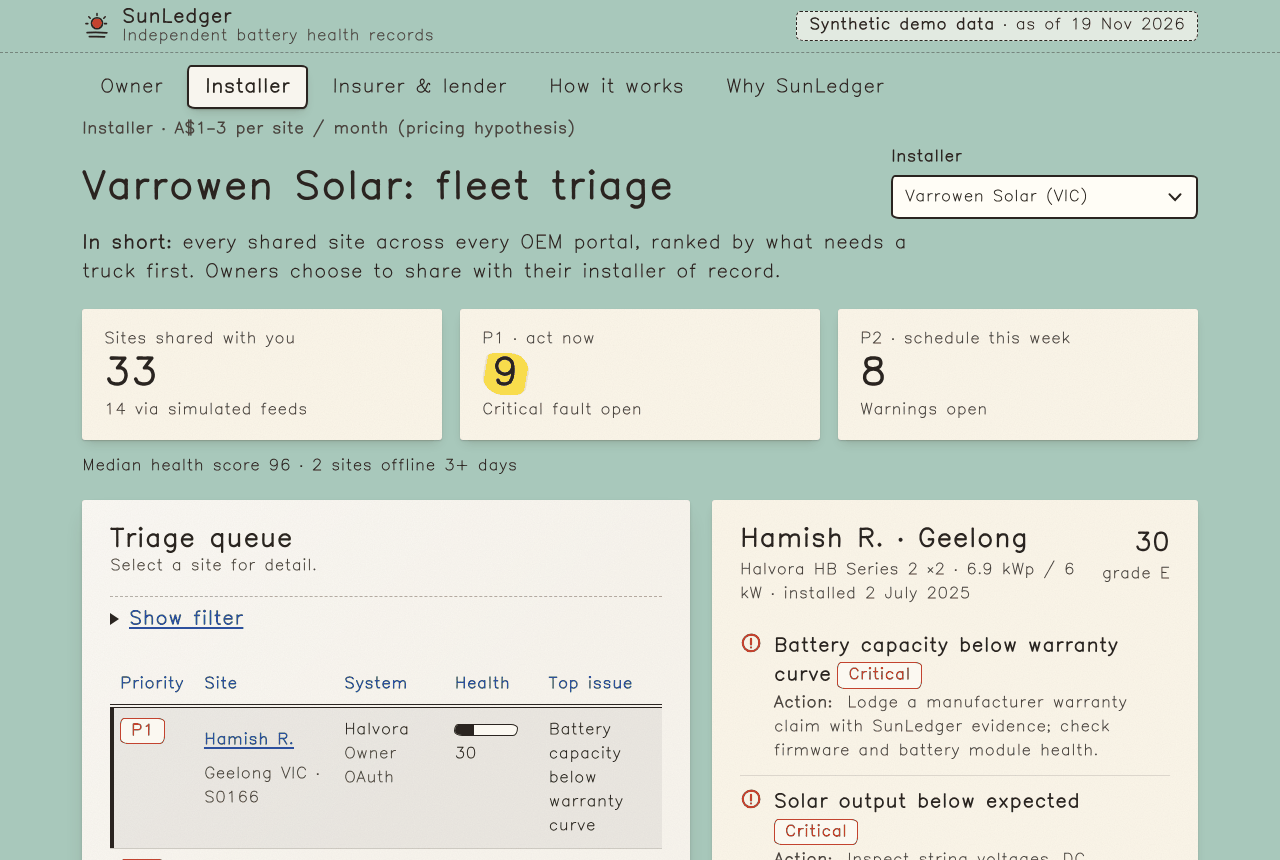 SunLedger
Independent battery health records
Synthetic demo data · as of 19 Nov 2026
Owner
Installer
Insurer & lender
How it works
Why SunLedger
Installer · A$1–3 per site / month (pricing hypothesis)
Varrowen Solar: fleet triage
Installer
Varrowen Solar (VIC)
In short: every shared site across every OEM portal, ranked by what needs a
truck first. Owners choose to share with their installer of record.
Sites shared with you
33
14 via simulated feeds
P1 · act now
9
Critical fault open
P2 · schedule this week
8
Warnings open
Median health score 96 · 2 sites offline 3+ days
Triage queue
Select a site for detail.
Show filter
Priority Site System Health Top issue
P1
Hamish R.
Geelong VIC ·
S0166
Halvora
Owner
OAuth
30
Battery
capacity
below
warranty
curve
Hamish R. · Geelong
Halvora HB Series 2 ×2 · 6.9 kWp / 6
kW · installed 2 July 2025
30
grade E
Battery capacity below warranty
curve Critical
Action: Lodge a manufacturer warranty
claim with SunLedger evidence; check
firmware and battery module health.
Solar output below expected
Critical
Action: Inspect string voltages, DC